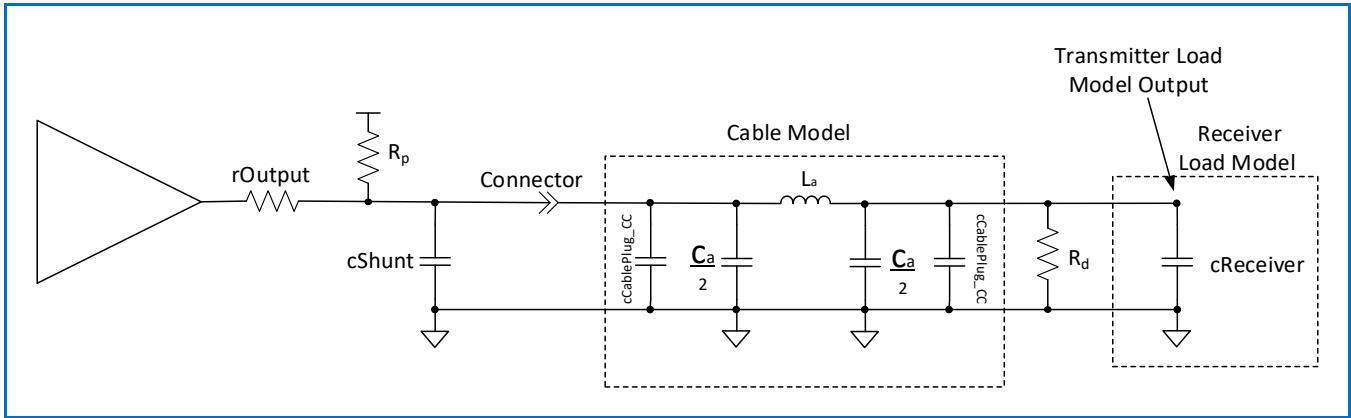 Transmitter Load
Model Output
Receiver
Load Model
Cable Model
Rp
rOutput
Connector
La
cShunt
cCablePlug_CC
Ca
2
Ca
2
cCablePlug_CC
Rd
cReceiver